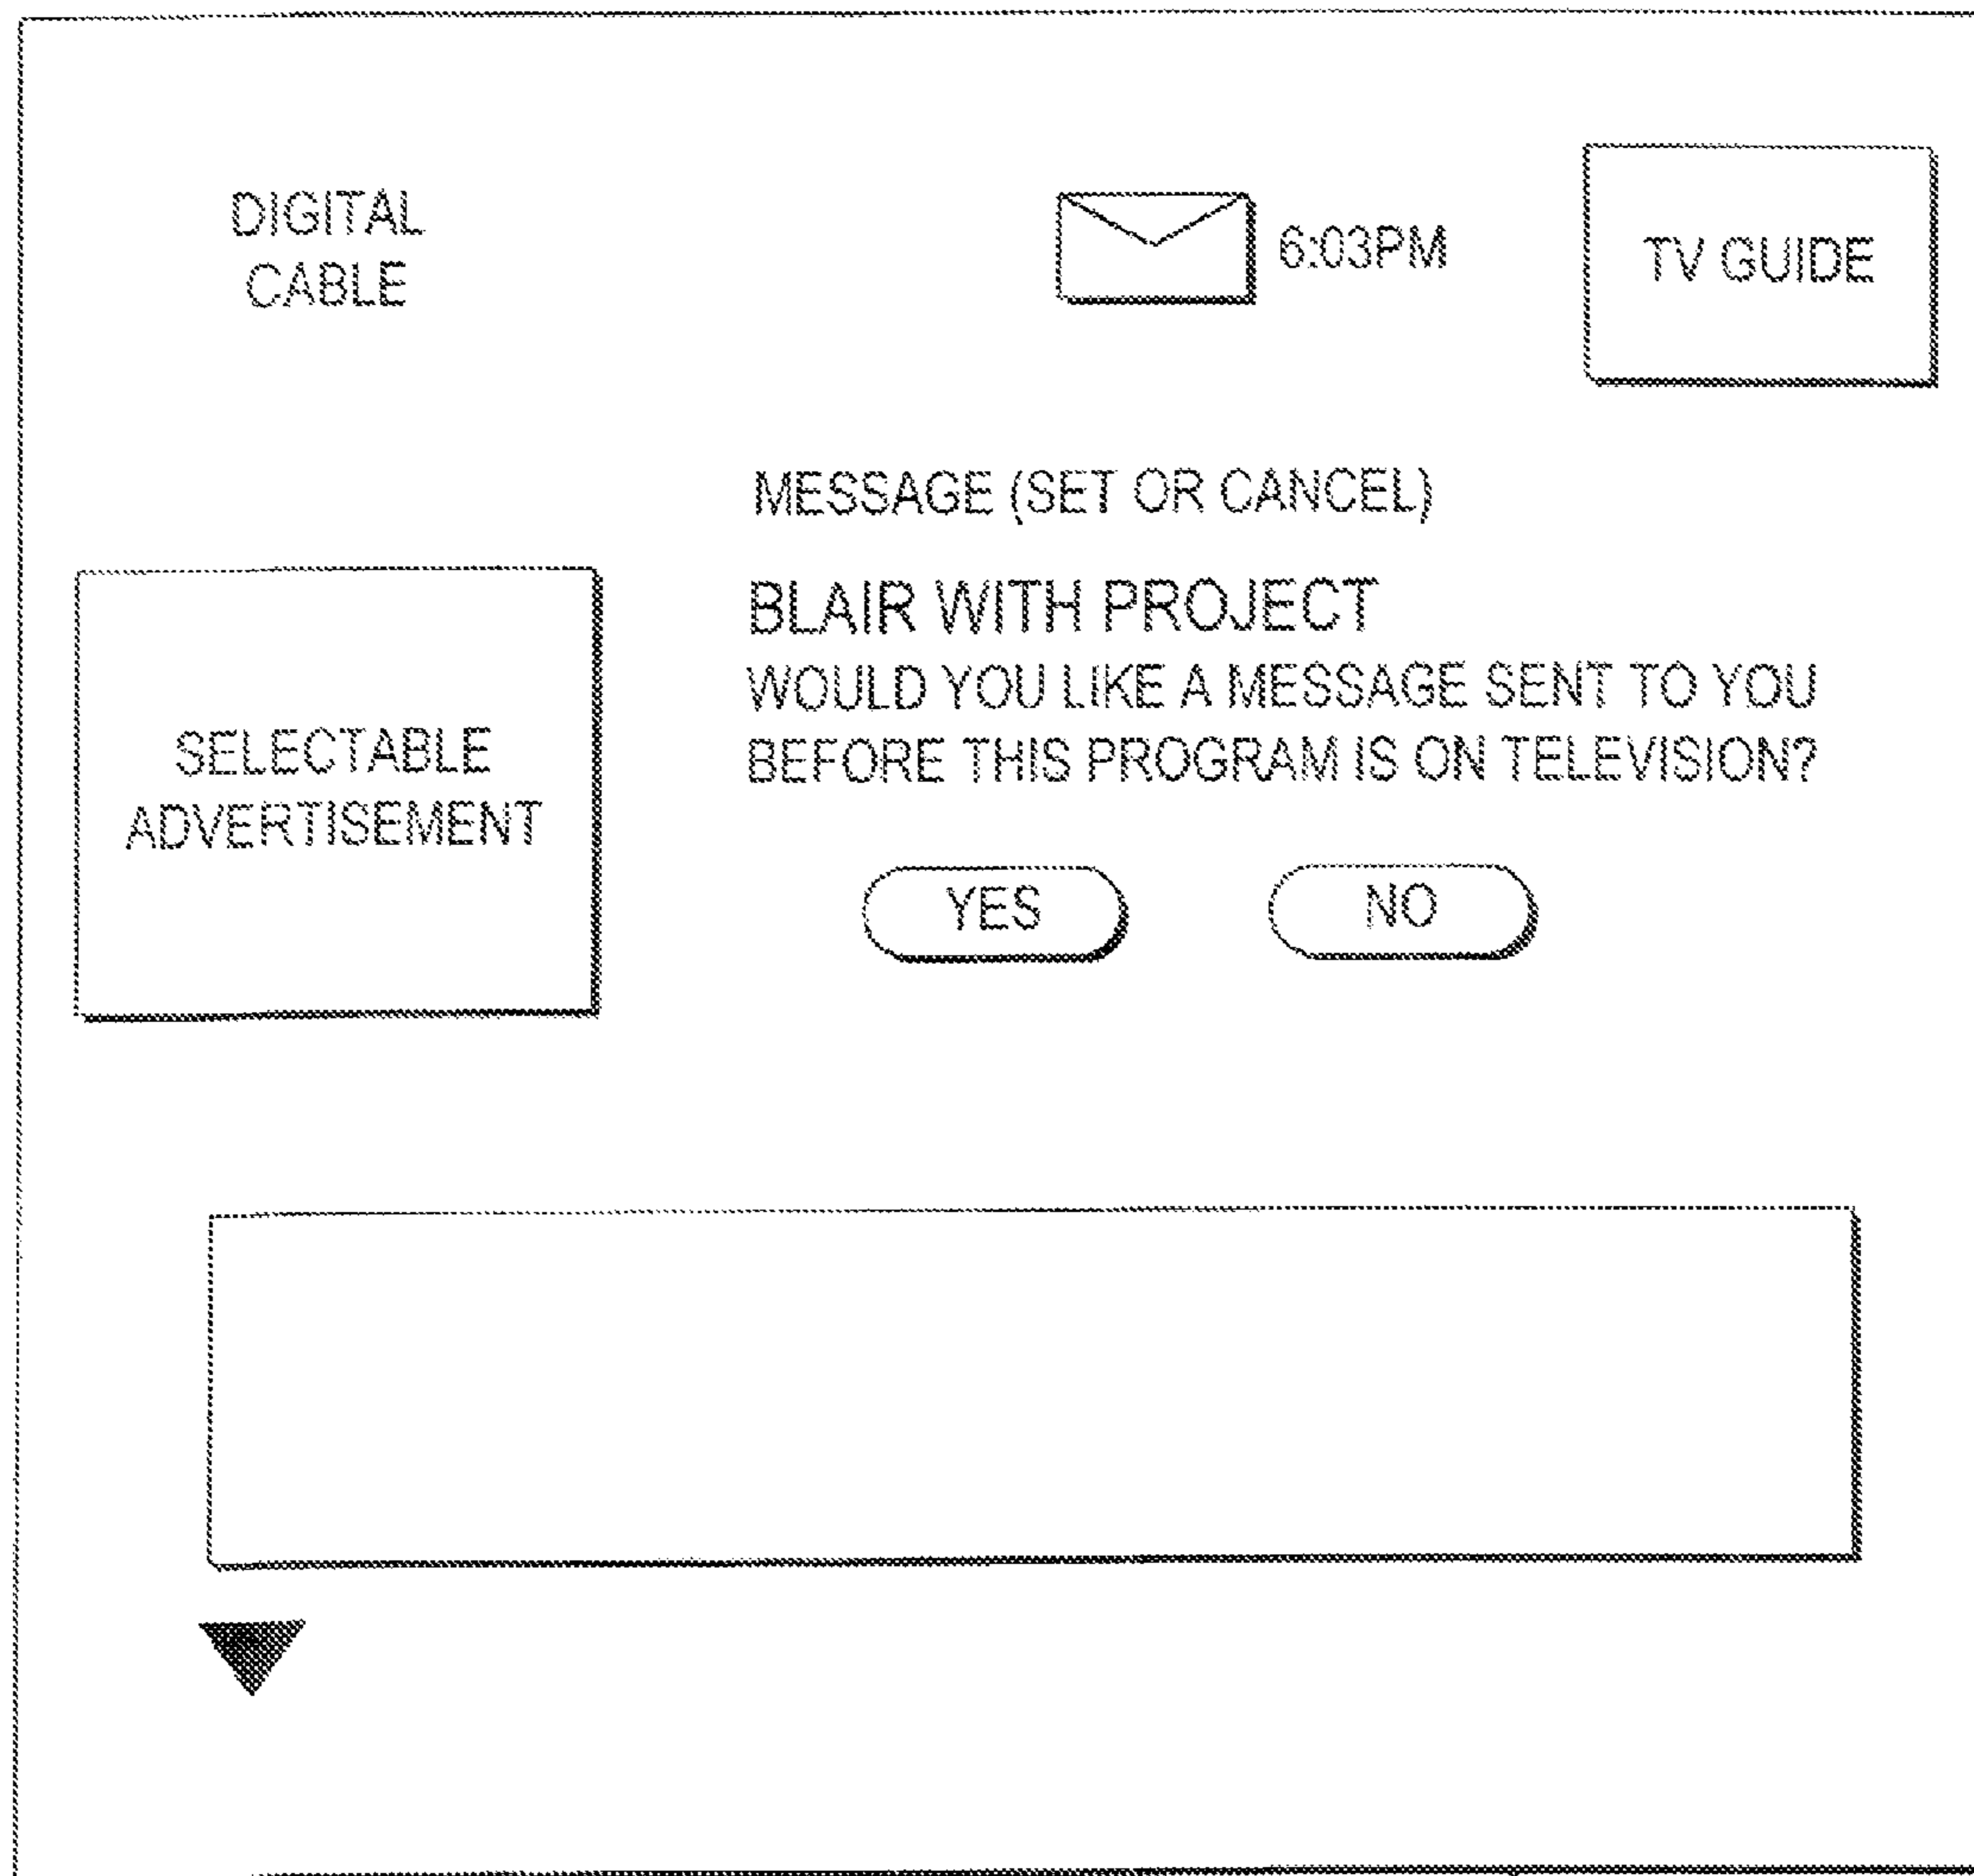 DIGITAL
CABLE
6:03PM
TV GUIDE
MESSAGE (SET OR CANCEL)
BLAIR WITH PROJECT
WOULD YOU LIKE A MESSAGE SENT TO YOU
BEFORE THIS PROGRAM IS ON TELEVISION?
SELECTABLE
ADVERTISEMENT
YES
NO